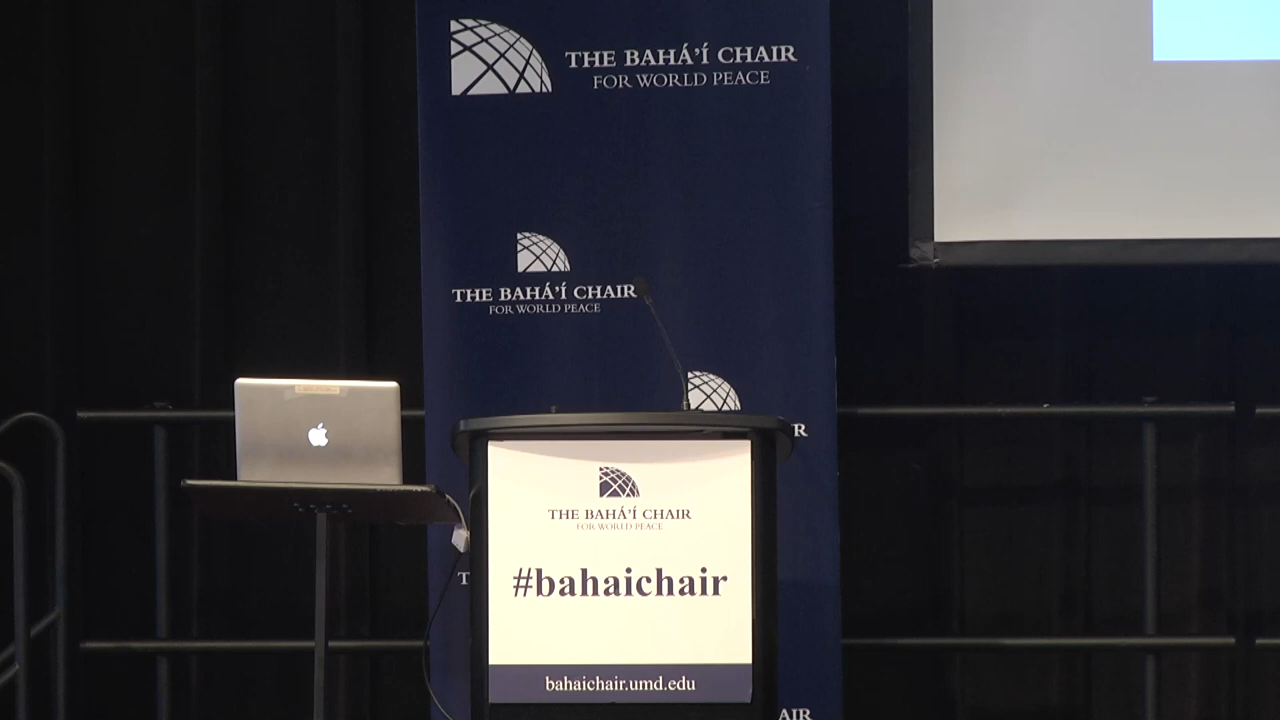 THE BAHÁ’Í CHAIR
FOR WORLD PEACE
THE BAHÁ’Í CHAIR
FOR WORLD PEACE
R
THE BAHÁ’Í CHAIR
FOR WORLD PEACE
T
#bahaichair
bahaichair.umd.edu
AIR